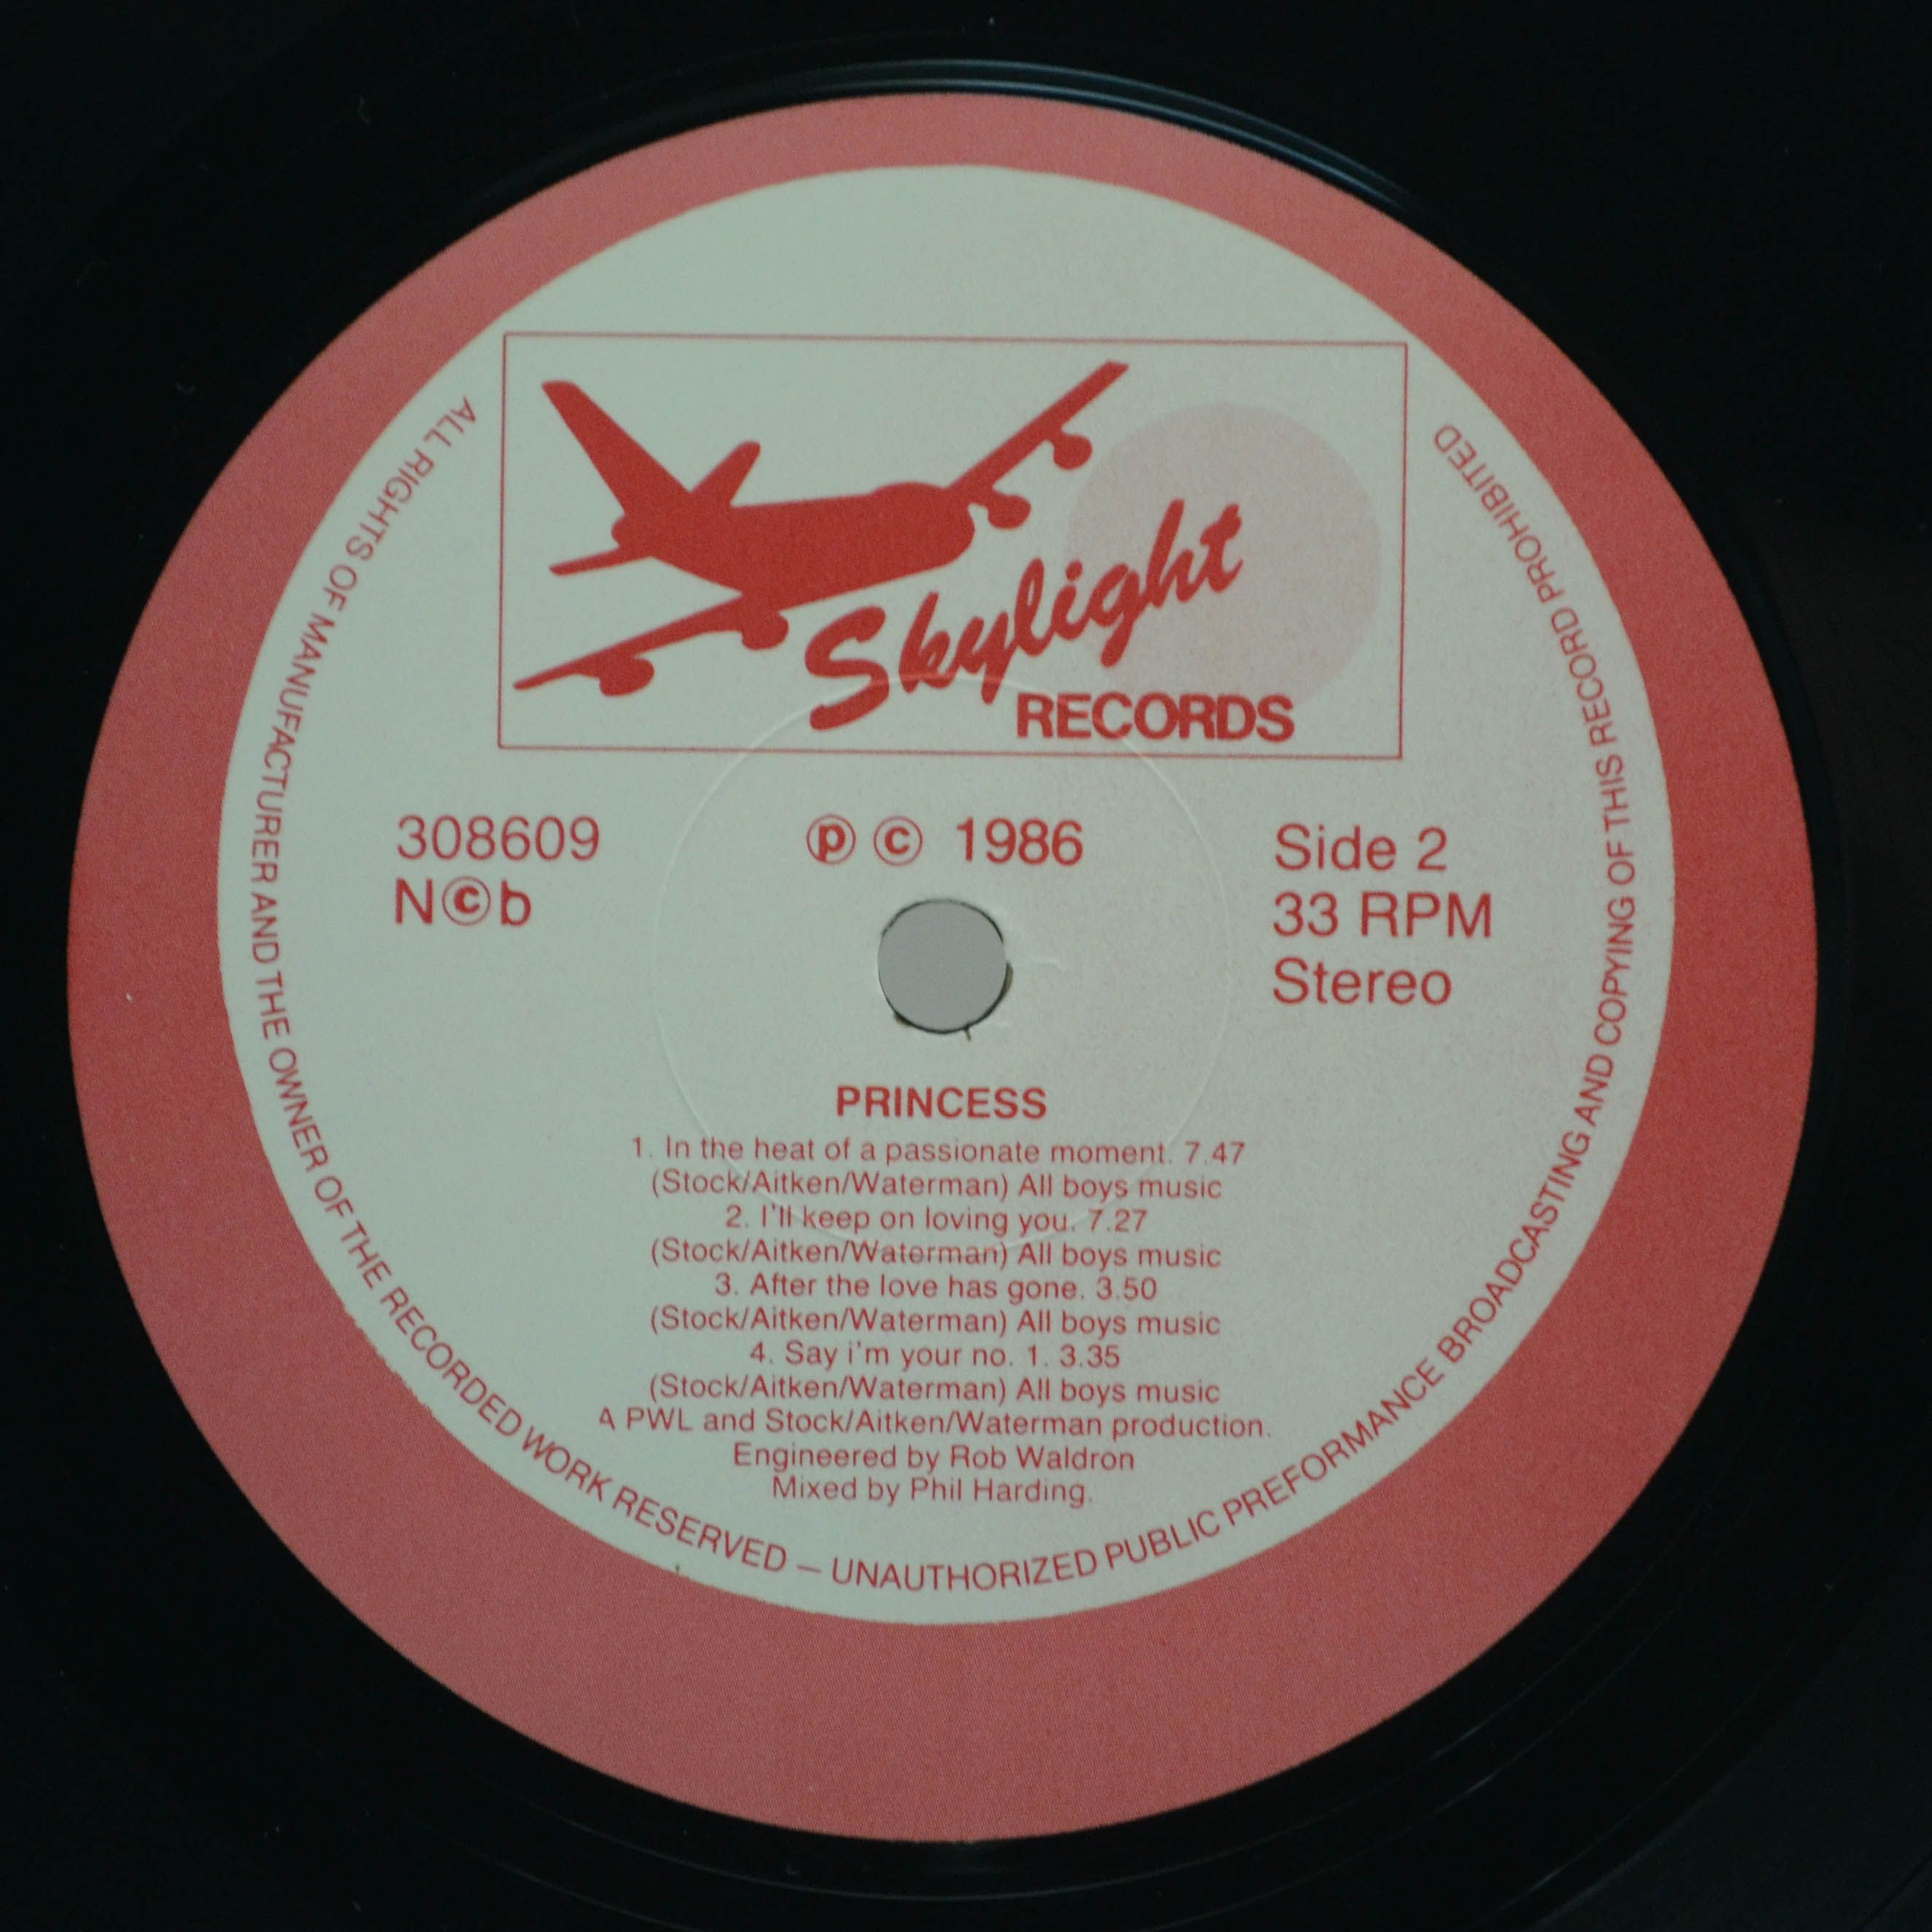 Skylight
RECORDS
308609
N©b
℗ © 1986
Side 2
33 RPM
Stereo
PRINCESS
1. In the heat of a passionate moment. 7.47
(Stock/Aitken/Waterman) All boys music
2. I'll keep on loving you. 7.27
(Stock/Aitken/Waterman) All boys music
3. After the love has gone. 3.50
(Stock/Aitken/Waterman) All boys music
4. Say i'm your no. 1. 3.35
(Stock/Aitken/Waterman) All boys music
A PWL and Stock/Aitken/Waterman production.
Engineered by Rob Waldron
Mixed by Phil Harding.
ALL RIGHTS OF MANUFACTURER AND THE OWNER OF THE RECORDED WORK RESERVED – UNAUTHORIZED PUBLIC PREFORMANCE BROADCASTING AND COPYING OF THIS RECORD PROHIBITED